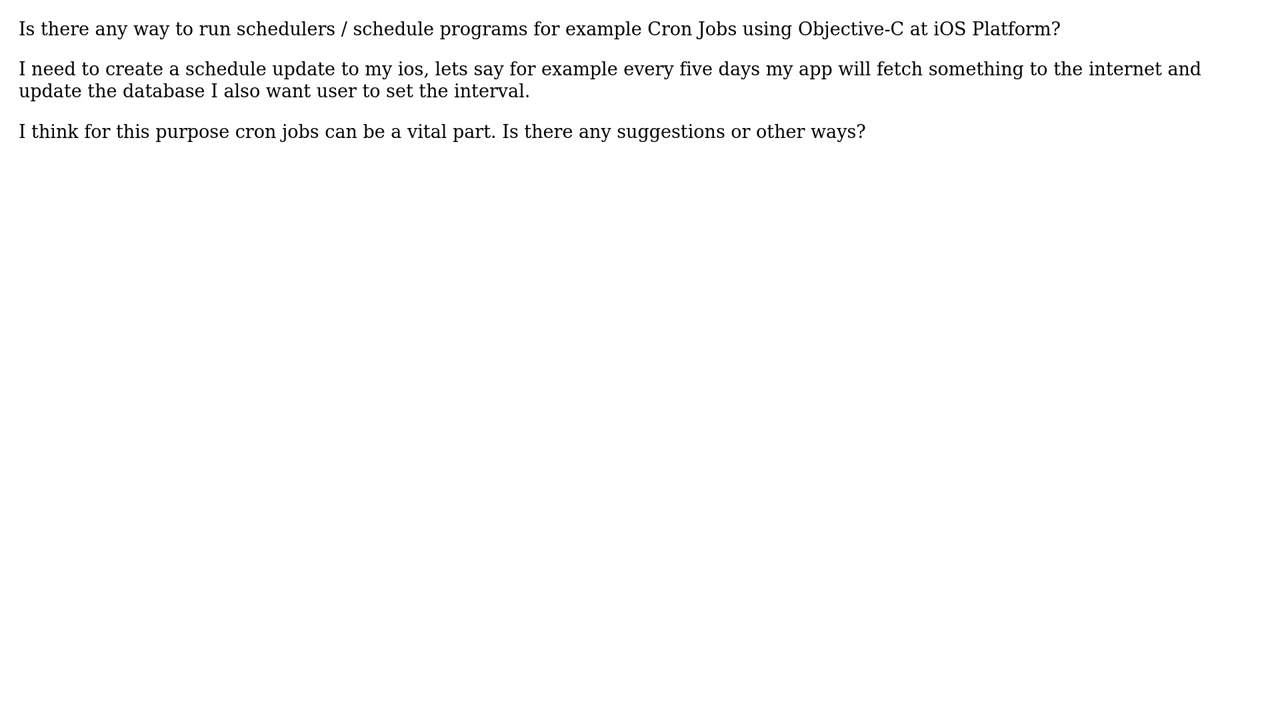 Is there any way to run schedulers / schedule programs for example Cron Jobs using Objective-C at iOS Platform?
I need to create a schedule update to my ios, lets say for example every five days my app will fetch something to the internet and
update the database I also want user to set the interval.
I think for this purpose cron jobs can be a vital part. Is there any suggestions or other ways?